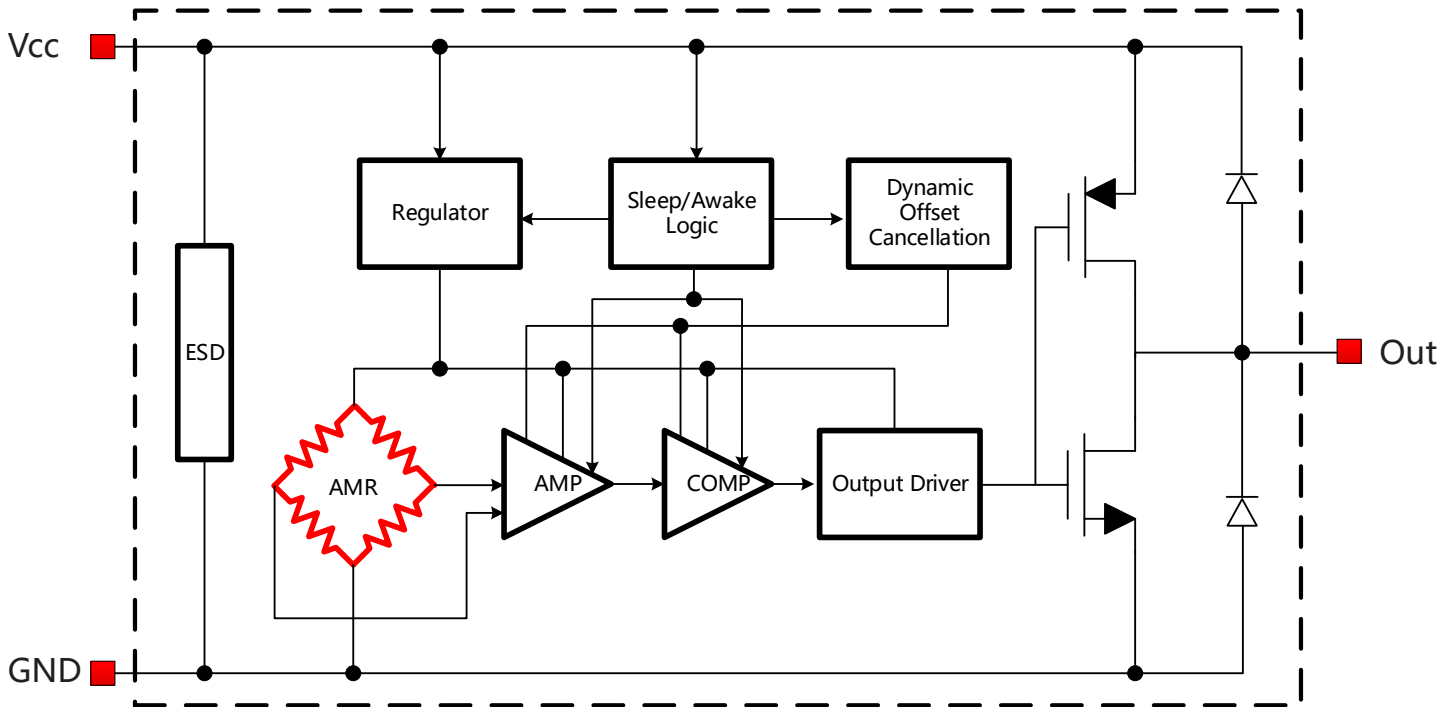 Vcc
Regulator
Sleep/Awake
Logic
Dynamic
Offset
Cancellation
ESD
Out
AMR
AMP
COMP
Output Driver
GND